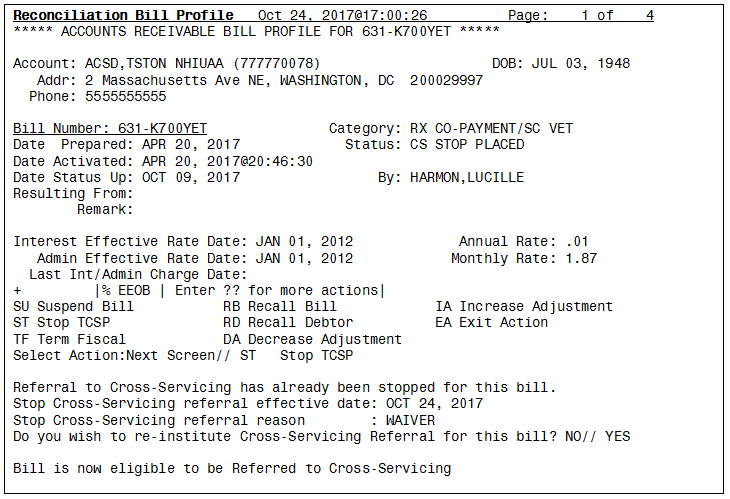 Reconciliation Bill Profile   Oct 24, 2017@17:00:26          Page:    1 of    4
***** ACCOUNTS RECEIVABLE BILL PROFILE FOR 631-K700YET *****
Account: ACSD,TSTON NHIUAA (777770078)                     DOB: JUL 03, 1948
Addr: 2 Massachusetts Ave NE, WASHINGTON, DC  200029997
Phone: 5555555555
Bill Number: 631-K700YET               Category: RX CO-PAYMENT/SC VET
Date  Prepared: APR 20, 2017             Status: CS STOP PLACED
Date Activated: APR 20, 2017@20:46:30
Date Status Up: OCT 09, 2017                 By: HARMON,LUCILLE
Resulting From:
Remark:
Interest Effective Rate Date: JAN 01, 2012             Annual Rate: .01
Admin Effective Rate Date: JAN 01, 2012            Monthly Rate: 1.87
Last Int/Admin Charge Date:
+         |% EEOB | Enter ?? for more actions|
SU Suspend Bill           RB Recall Bill            IA Increase Adjustment
ST Stop TCSP              RD Recall Debtor          EA Exit Action
TF Term Fiscal            DA Decrease Adjustment
Select Action:Next Screen// ST   Stop TCSP
Referral to Cross-Servicing has already been stopped for this bill.
Stop Cross-Servicing referral effective date: OCT 24, 2017
Stop Cross-Servicing referral reason        : WAIVER
Do you wish to re-institute Cross-Servicing Referral for this bill? NO// YES
Bill is now eligible to be Referred to Cross-Servicing